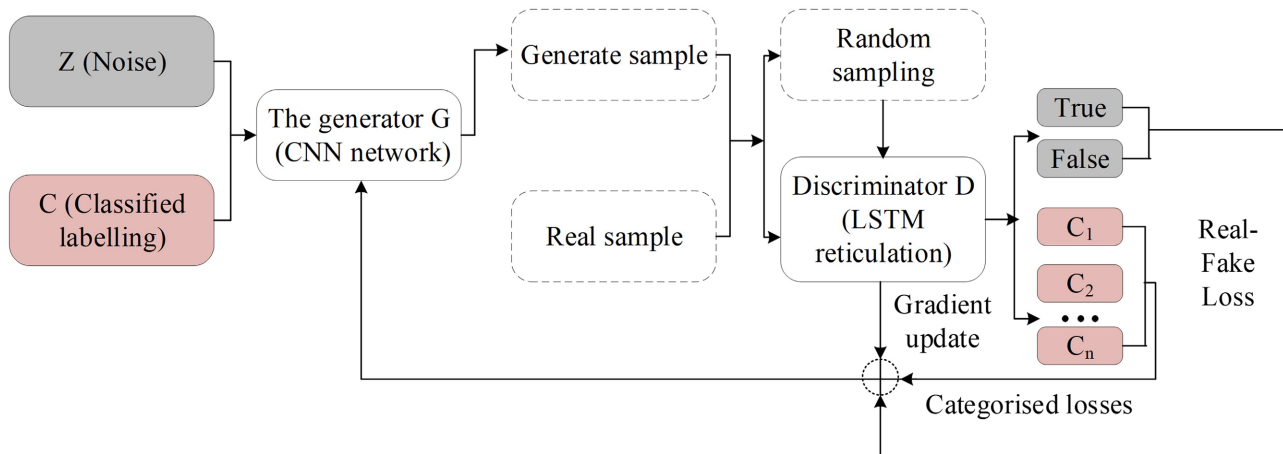 Z (Noise)
C (Classified
labelling)
The generator G
(CNN network)
Generate sample
Real sample
Random
sampling
Discriminator D
(LSTM
reticulation)
Gradient
update
True
False
C₁
C₂
•••
Cₙ
Real-
Fake
Loss
Categorised losses